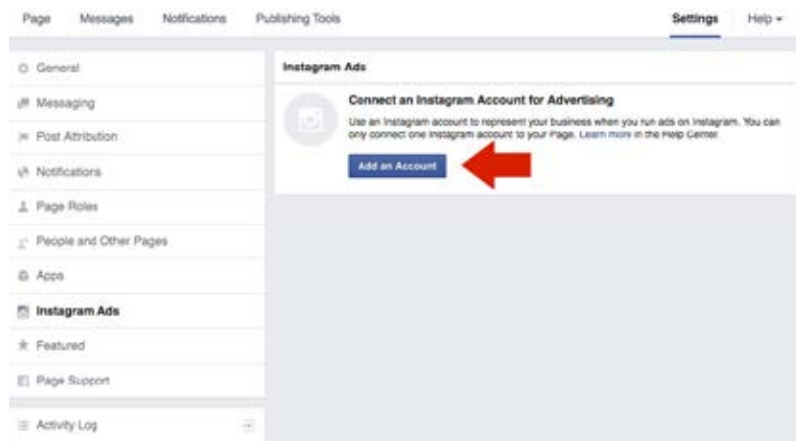 Page Messages Notifications Publishing Tools Settings Help
General
Messaging
Post Attribution
Notifications
Page Roles
People and Other Pages
Apps
Instagram Ads
Featured
Page Support
Activity Log
Instagram Ads
Connect an Instagram Account for Advertising
Use an Instagram account to represent your business when you run ads on Instagram. You can
only connect one Instagram account to your Page. Learn more in the Help Center
Add an Account